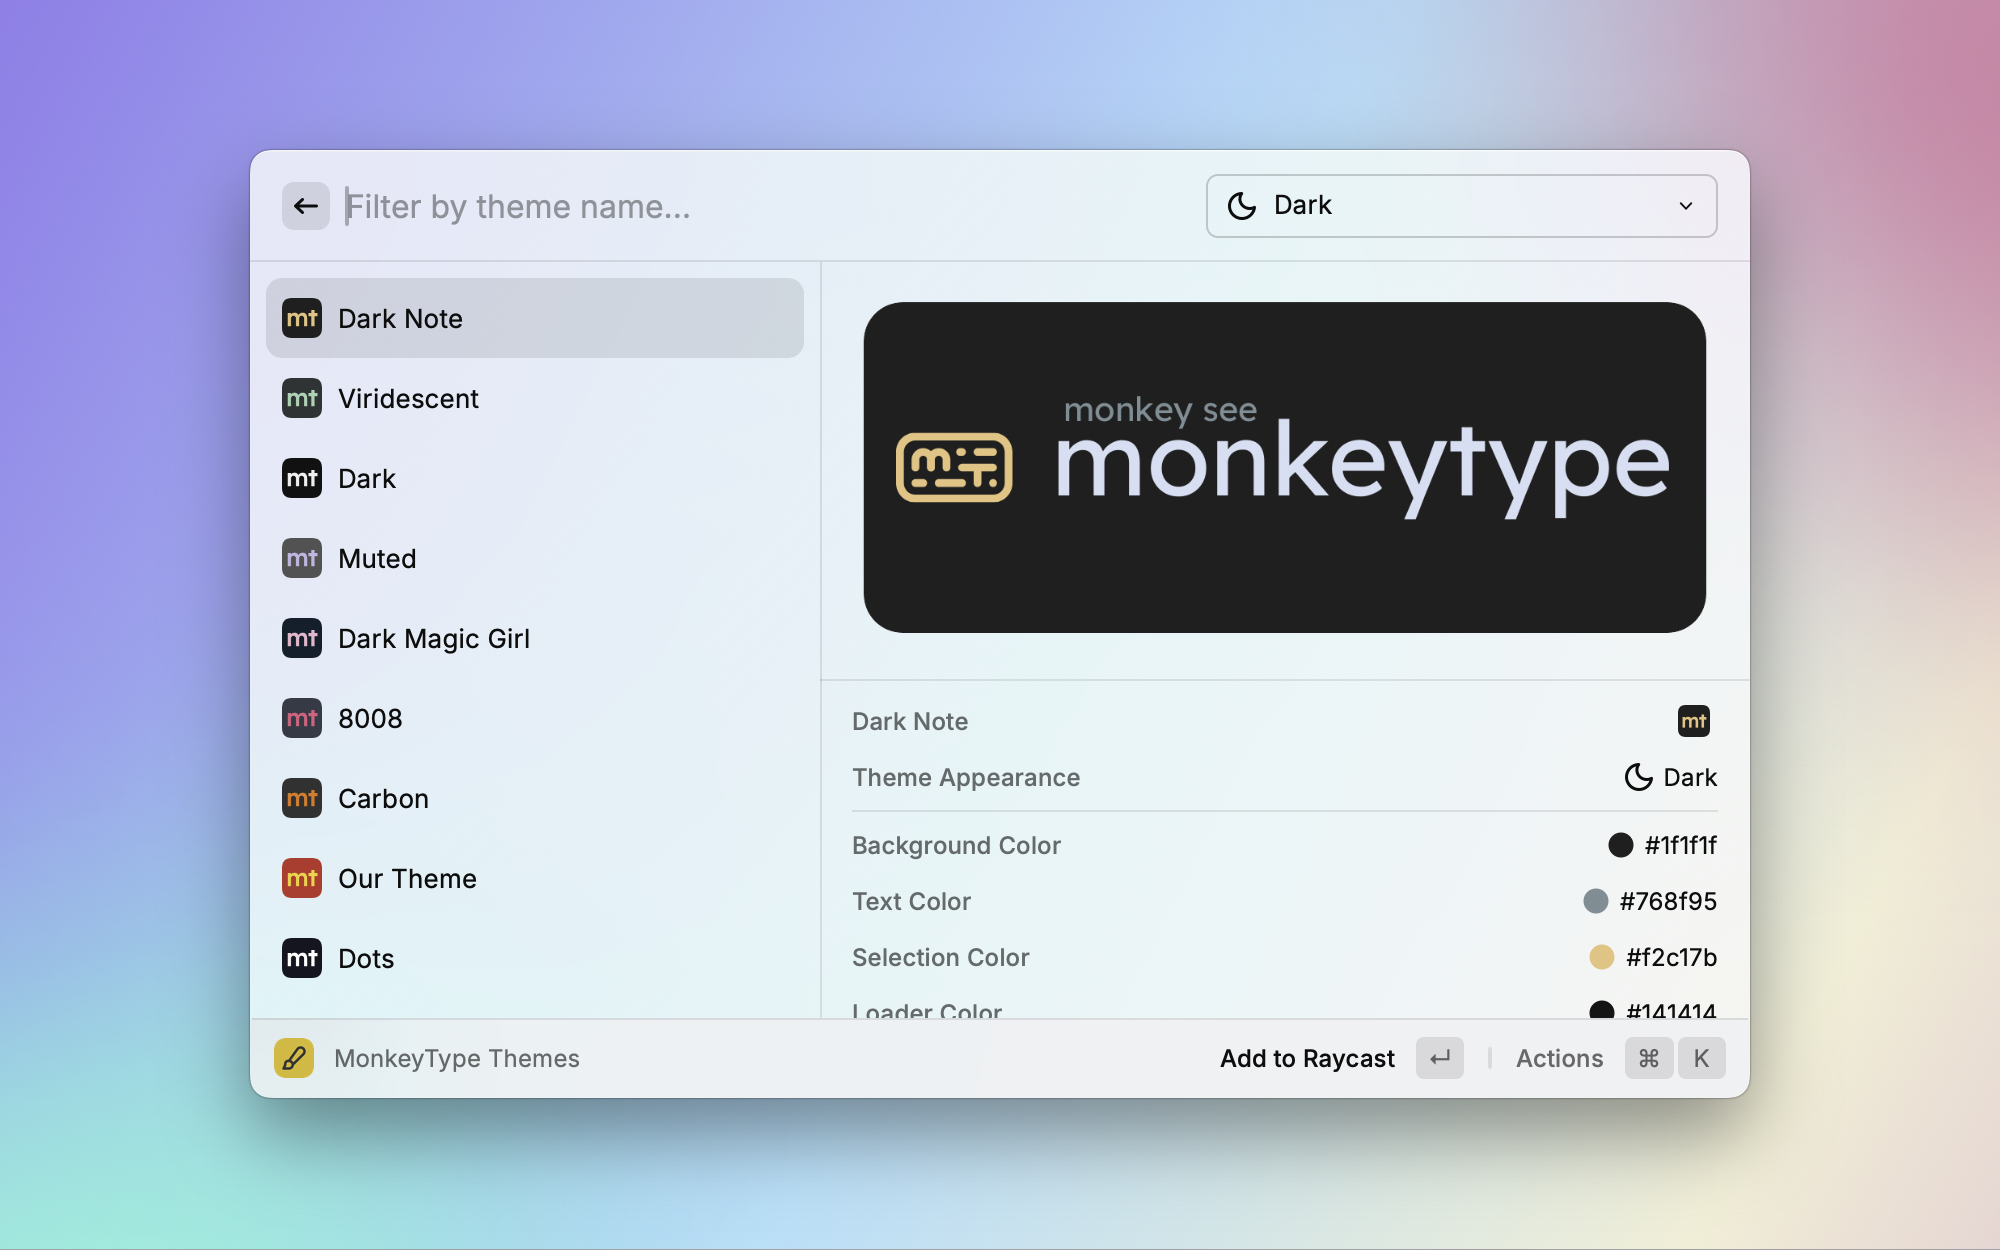 Filter by theme name...
Dark
mt Dark Note
mt Viridescent
mt Dark
mt Muted
mt Dark Magic Girl
mt 8008
mt Carbon
mt Our Theme
mt Dots
monkey see
mT monkeytype
Dark Note mt
Theme Appearance Dark
Background Color #1f1f1f
Text Color #768f95
Selection Color #f2c17b
Loader Color #141414
MonkeyType Themes
Add to Raycast
Actions ⌘ K